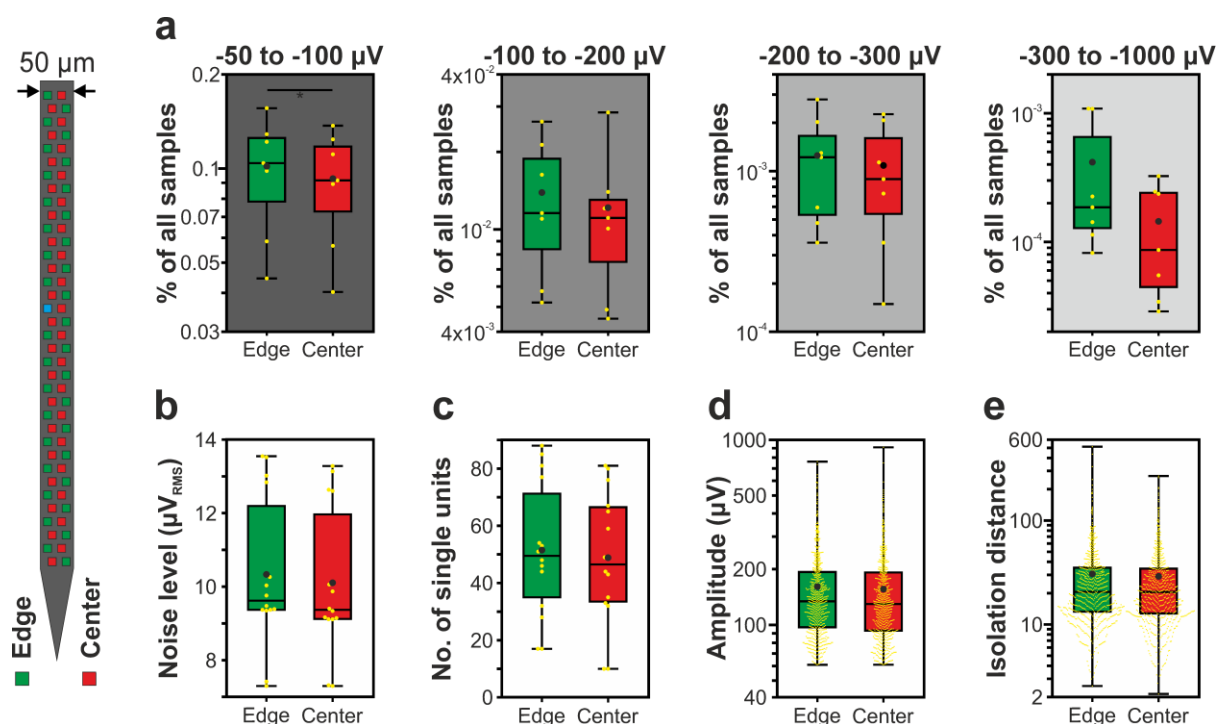 a
50 µm
Edge
Center
-50 to -100 µV
% of all samples
0.2
0.1
0.07
0.05
0.03
*
Edge Center
-100 to -200 µV
% of all samples
4x10-2
10-2
4x10-3
Edge Center
-200 to -300 µV
% of all samples
10-3
10-4
Edge Center
-300 to -1000 µV
% of all samples
10-3
10-4
Edge Center
b
Noise level (µVRMS)
14
12
10
8
Edge Center
c
No. of single units
80
60
40
20
0
Edge Center
d
Amplitude (µV)
1000
500
200
100
40
Edge Center
e
Isolation distance
600
100
10
2
Edge Center